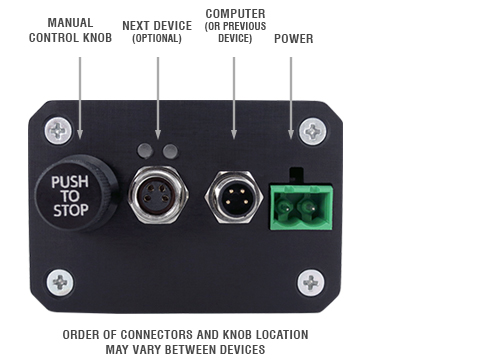 MANUAL
CONTROL KNOB
NEXT DEVICE
(OPTIONAL)
COMPUTER
(OR PREVIOUS
DEVICE)
POWER
PUSH
TO
STOP
ORDER OF CONNECTORS AND KNOB LOCATION
MAY VARY BETWEEN DEVICES